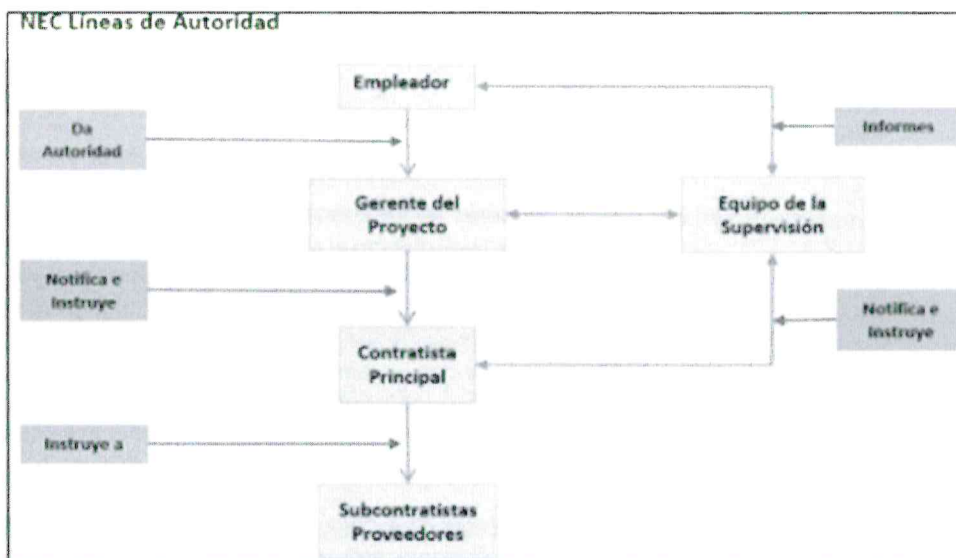 NEC Líneas de Autoridad
Empleador
Da
Autoridad
Informes
Gerente del
Proyecto
Equipo de la
Supervisión
Notifica e
Instruye
Notifica e
Instruye
Contratista
Principal
Instruye a
Subcontratistas
Proveedores